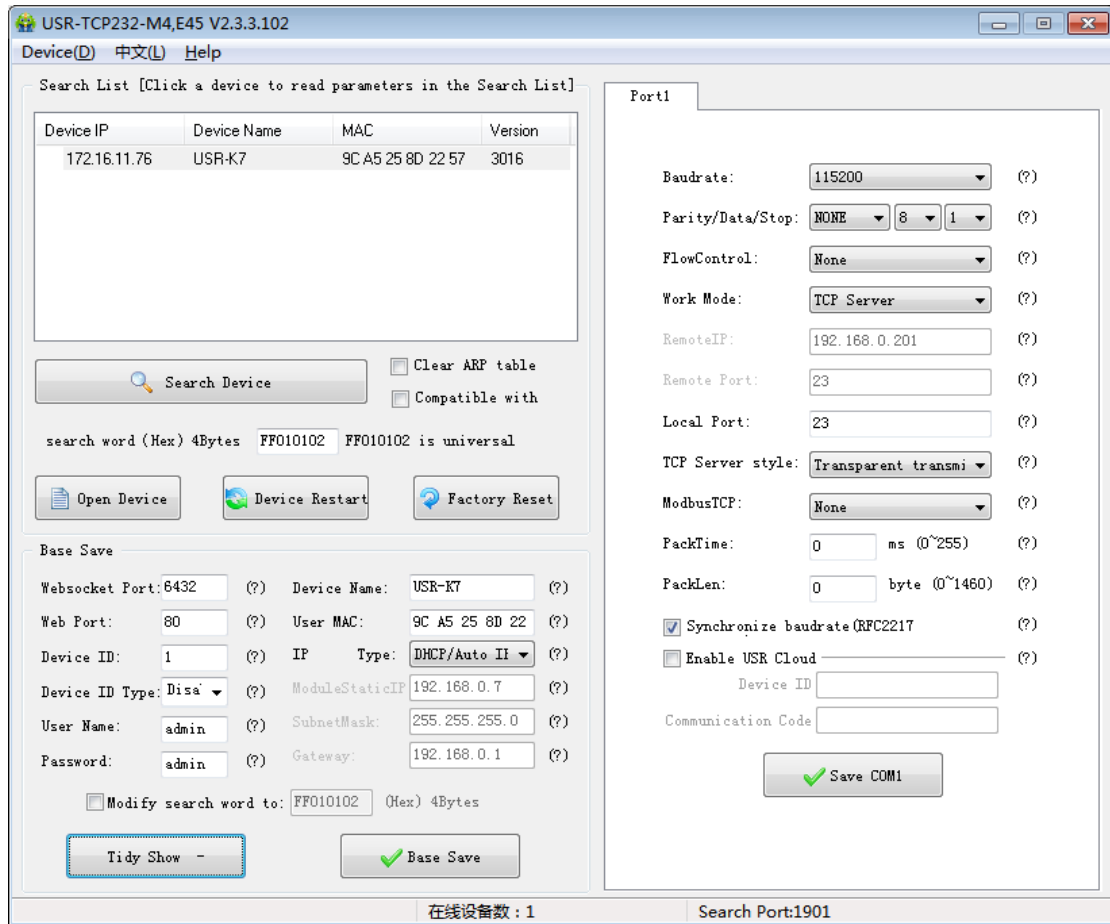 USR-TCP232-M4,E45 V2.3.3.102
Device(D) 中文(L) Help
Search List [Click a device to read parameters in the Search List]
Device IP Device Name MAC Version
172.16.11.76 USR-K7 9C A5 25 8D 22 57 3016
Search Device
Clear ARP table
Compatible with
search word (Hex) 4Bytes FF010102 FF010102 is universal
Open Device Device Restart Factory Reset
Base Save
Websocket Port: 6432 (?) Device Name: USR-K7 (?)
Web Port: 80 (?) User MAC: 9C A5 25 8D 22 (?)
Device ID: 1 (?) IP Type: DHCP/Auto IP (?)
Device ID Type: Disa (?) ModuleStaticIP 192.168.0.7 (?)
User Name: admin (?) SubnetMask: 255.255.255.0 (?)
Password: admin (?) Gateway: 192.168.0.1 (?)
Modify search word to: FF010102 (Hex) 4Bytes
Tidy Show - Base Save
Port1
Baudrate: 115200 (?)
Parity/Data/Stop: NONE 8 1 (?)
FlowControl: None (?)
Work Mode: TCP Server (?)
RemoteIP: 192.168.0.201 (?)
Remote Port: 23 (?)
Local Port: 23 (?)
TCP Server style: Transparent transmi (?)
ModbusTCP: None (?)
PackTime: 0 ms (0~255) (?)
PackLen: 0 byte (0~1460) (?)
Synchronize baudrate(RFC2217 (?)
Enable USR Cloud (?)
Device ID
Communication Code
Save COM1
在线设备数：1 Search Port:1901